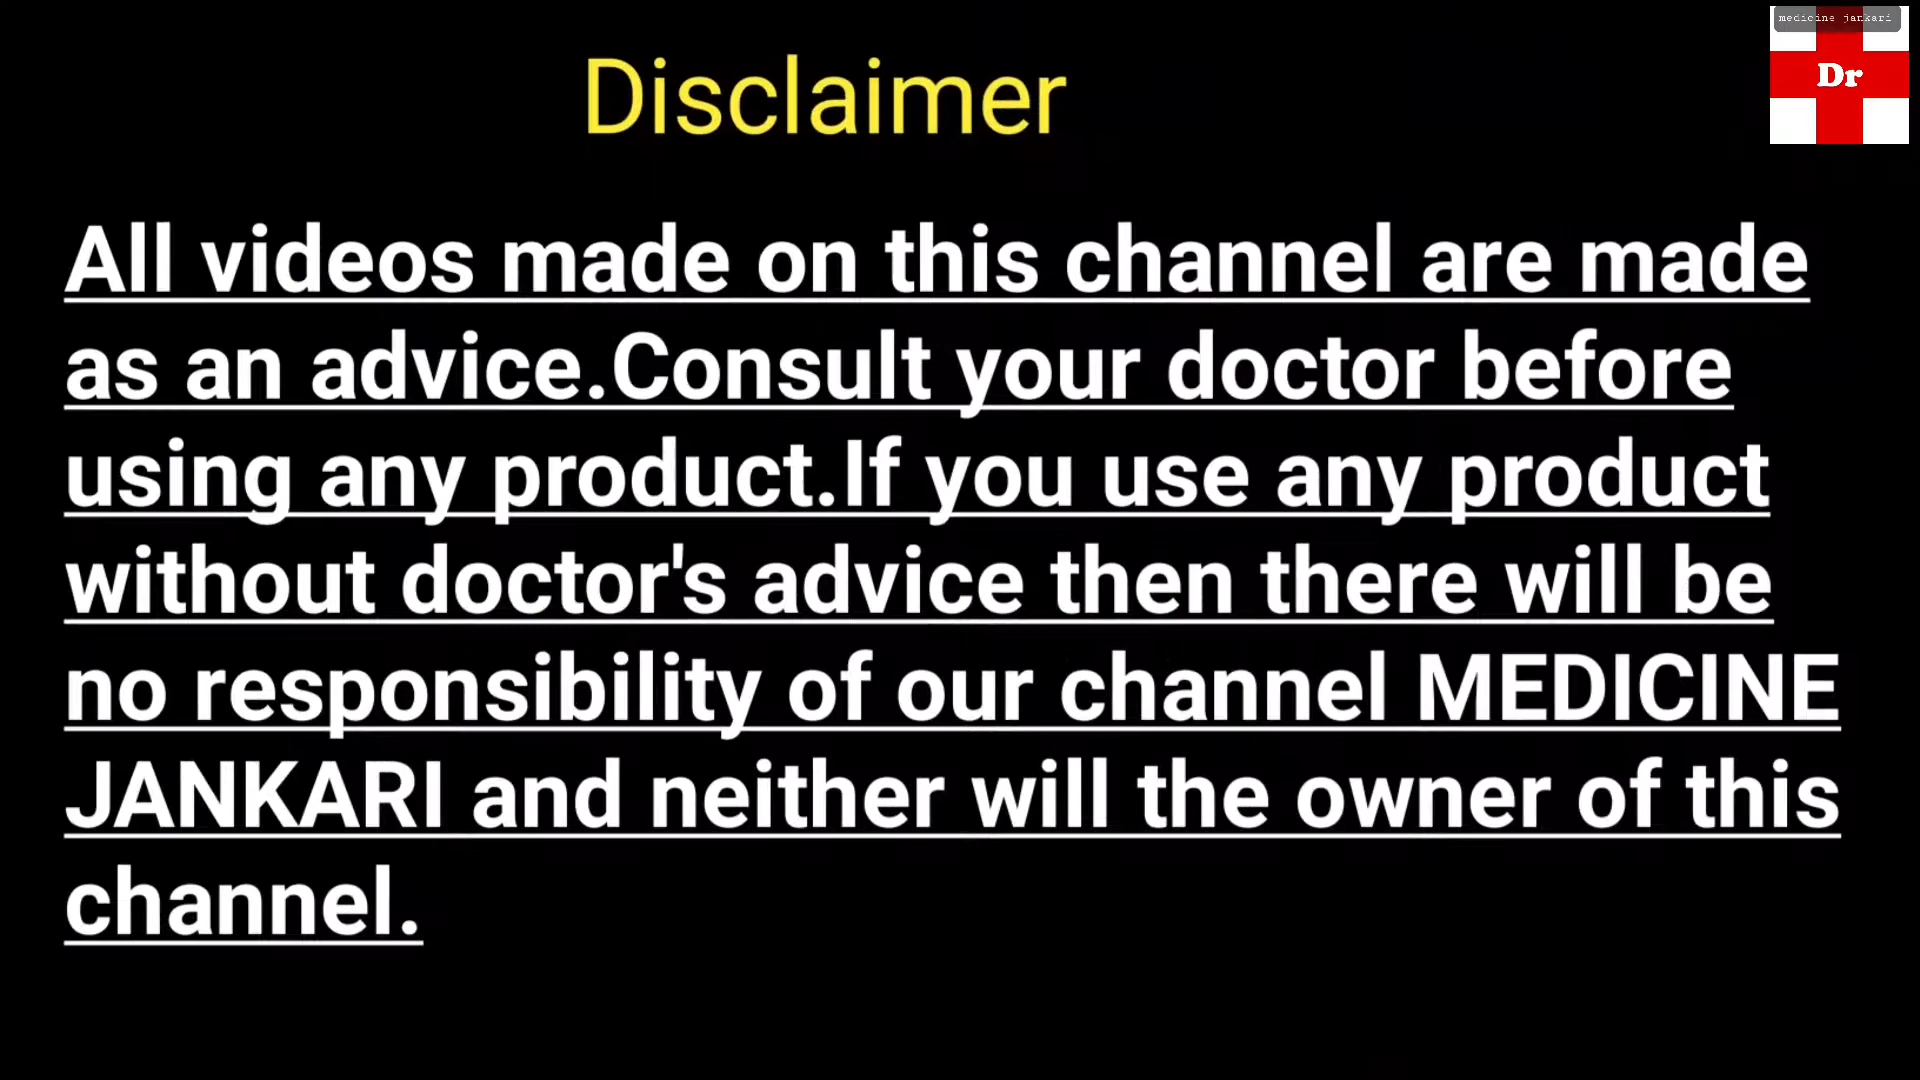 medicine jankari
Dr
Disclaimer
All videos made on this channel are made
as an advice.Consult your doctor before
using any product.If you use any product
without doctor's advice then there will be
no responsibility of our channel MEDICINE
JANKARI and neither will the owner of this
channel.